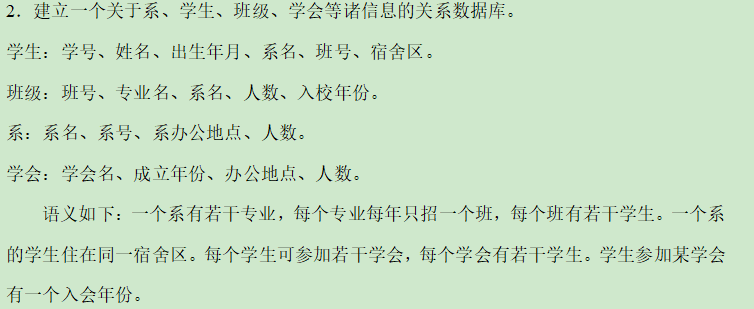 2．建立一个关于系、学生、班级、学会等诸信息的关系数据库。
学生：学号、姓名、出生年月、系名、班号、宿舍区。
班级：班号、专业名、系名、人数、入校年份。
系：系名、系号、系办公地点、人数。
学会：学会名、成立年份、办公地点、人数。
语义如下：一个系有若干专业，每个专业每年只招一个班，每个班有若干学生。一个系
的学生住在同一宿舍区。每个学生可参加若干学会，每个学会有若干学生。学生参加某学会
有一个入会年份。